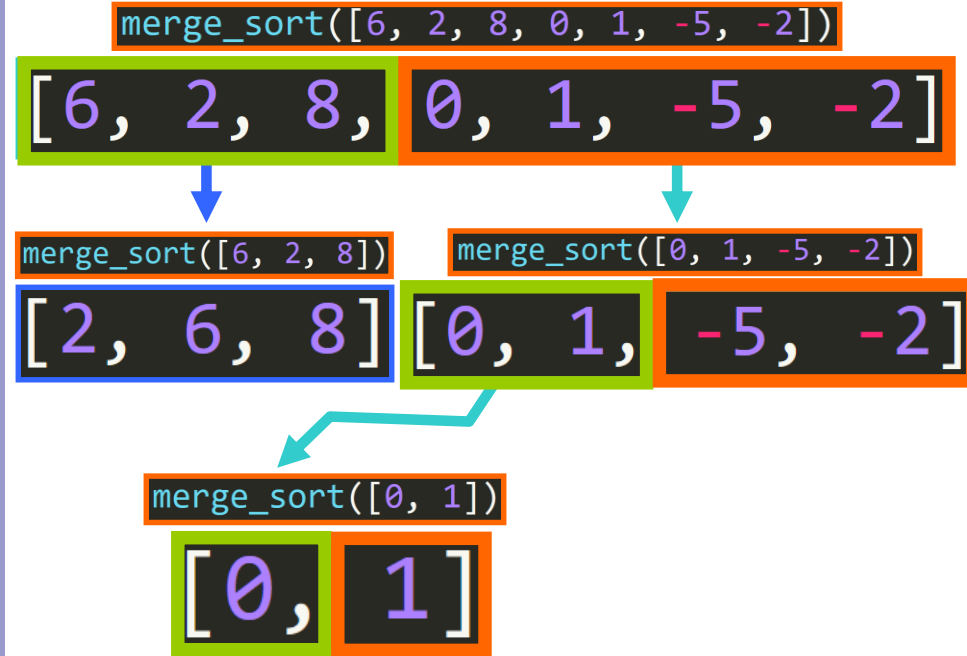 merge_sort([6, 2, 8, 0, 1, -5, -2])
[6, 2, 8, 0, 1, -5, -2]
merge_sort([6, 2, 8])
merge_sort([0, 1, -5, -2])
[2, 6, 8]
[0, 1, -5, -2]
merge_sort([0, 1])
[0, 1]